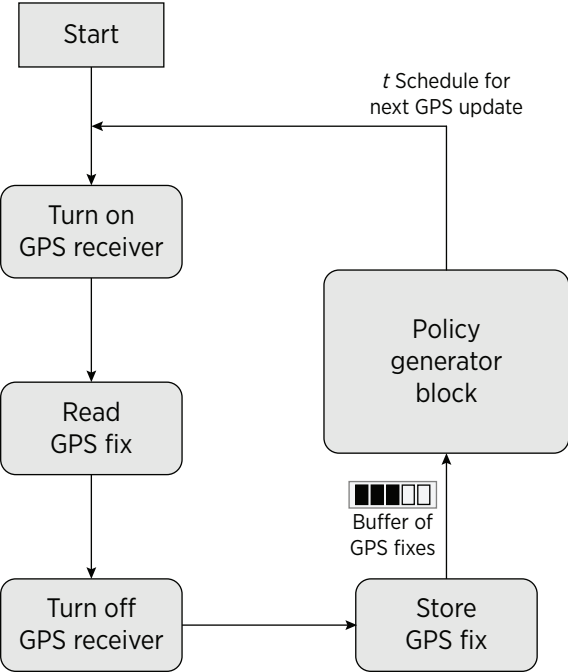 Start
t Schedule for
next GPS update
Turn on
GPS receiver
Policy
generator
block
Read
GPS fix
Buffer of
GPS fixes
Turn off
GPS receiver
Store
GPS fix